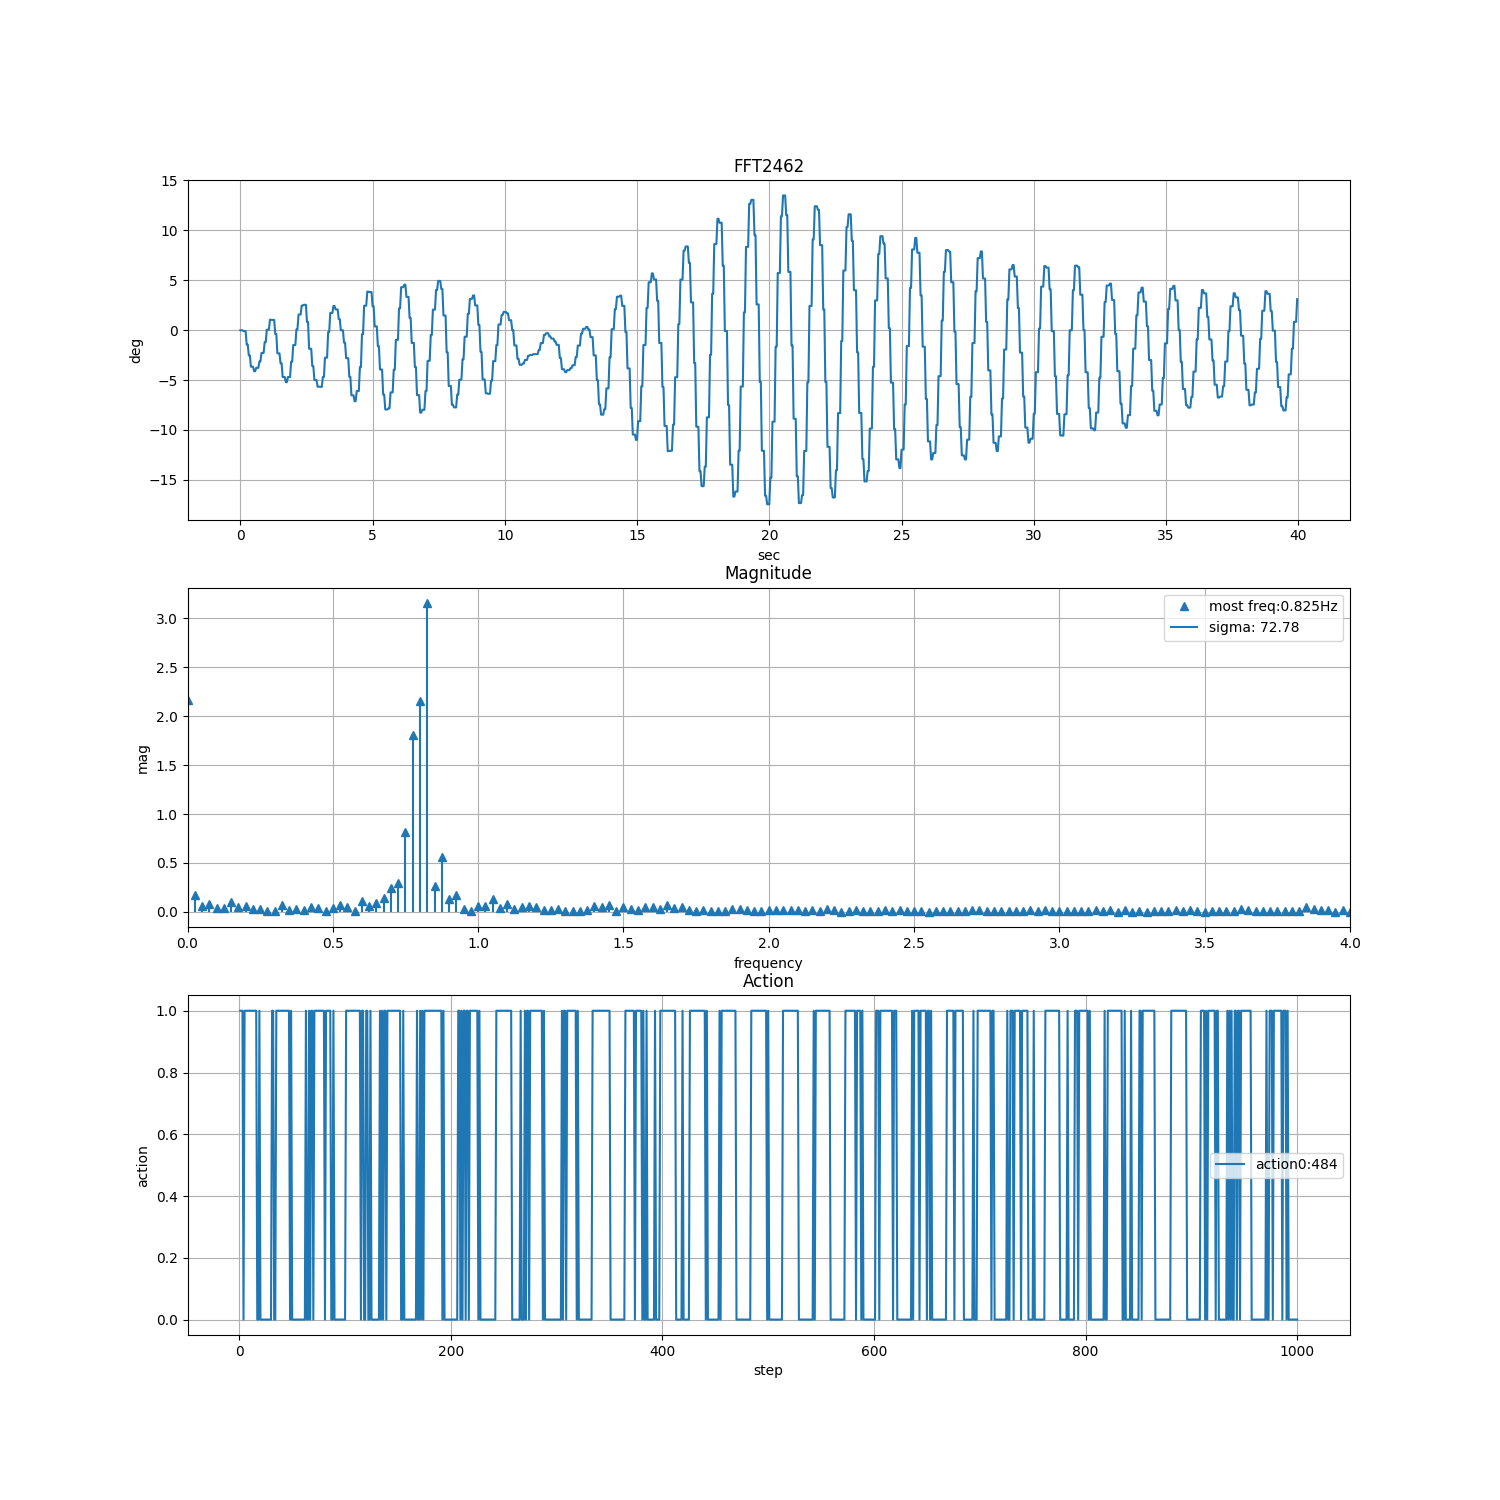 FFT2462
15
10
5
0
−5
−10
−15
deg
0 5 10 15 20 25 30 35 40
sec
Magnitude
3.0
2.5
2.0
1.5
1.0
0.5
0.0
mag
most freq:0.825Hz
sigma: 72.78
0.0 0.5 1.0 1.5 2.0 2.5 3.0 3.5 4.0
frequency
Action
1.0
0.8
0.6
0.4
0.2
0.0
action
action0:484
0 200 400 600 800 1000
step